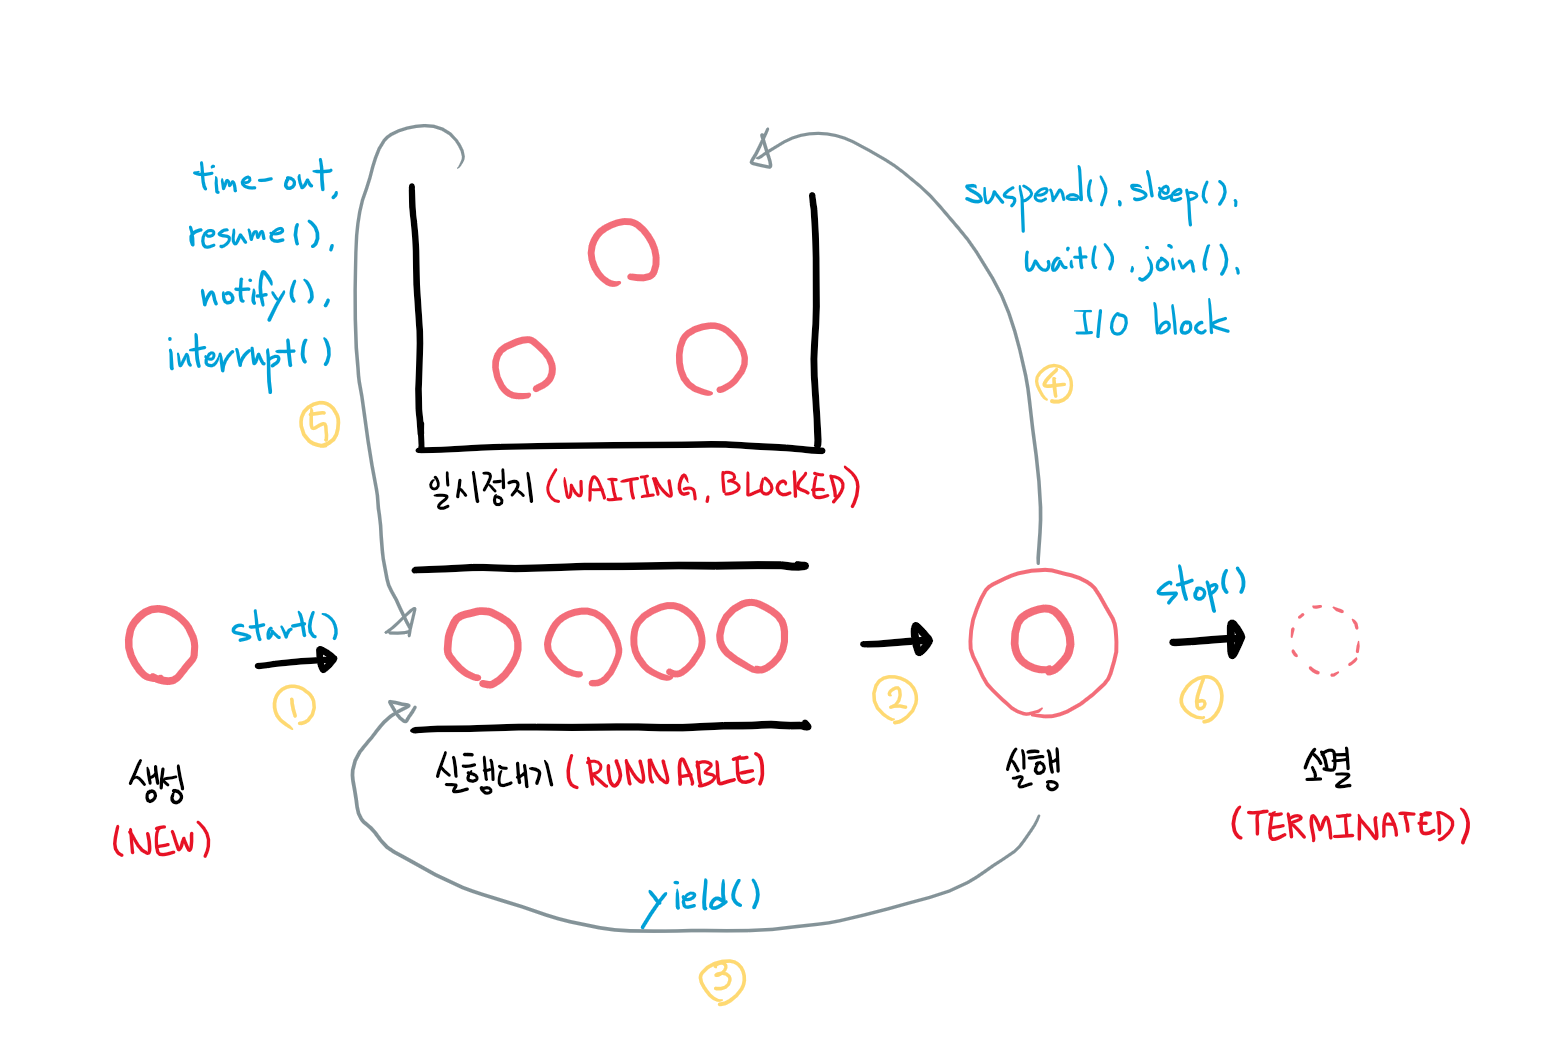 time-out,
resume(),
notify(),
interrupt()
⑤
suspend(), sleep(),
wait(), join(),
I/O block
④
일시정지 (WAITING, BLOCKED)
start()
①
②
stop()
⑥
생성
(NEW)
실행대기 (RUNNABLE)
실행
소멸
(TERMINATED)
yield()
③